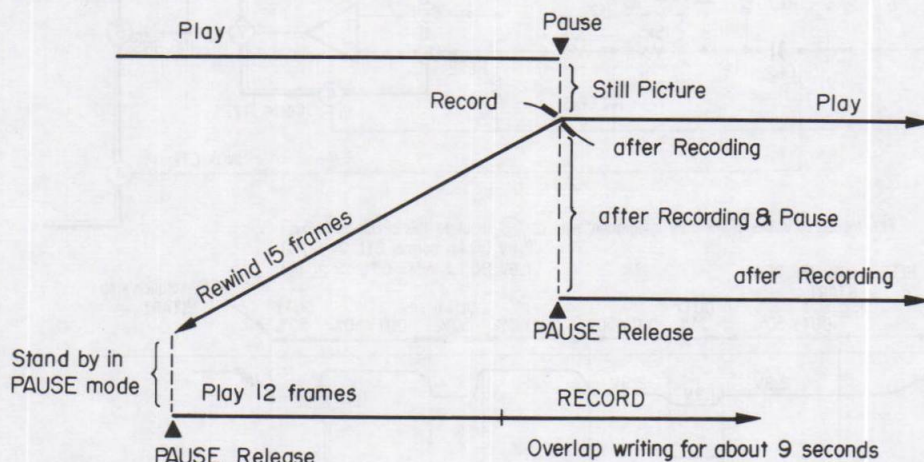 Pause
Play
Still Picture
Record
Play
after Recoding
Rewind 15 frames
after Recording & Pause
after Recording
PAUSE Release
Stand by in
PAUSE mode
Play 12 frames
RECORD
PAUSE Release
Overlap writing for about 9 seconds